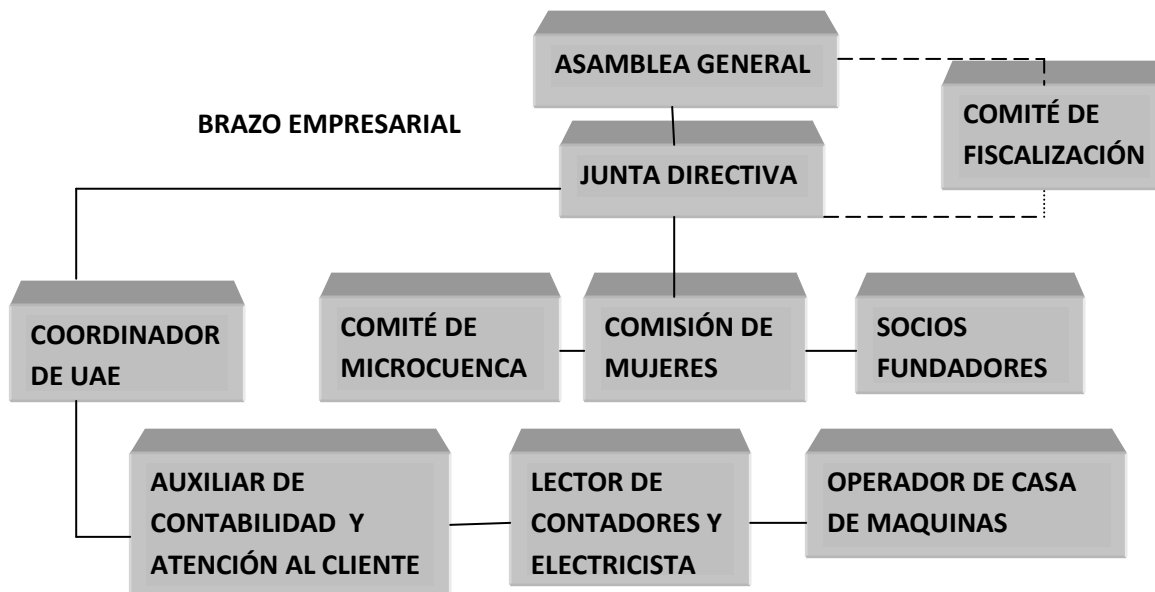 ASAMBLEA GENERAL
BRAZO EMPRESARIAL
COMITÉ DE
FISCALIZACIÓN
JUNTA DIRECTIVA
COORDINADOR
DE UAE
COMITÉ DE
MICROCUENCA
COMISIÓN DE
MUJERES
SOCIOS
FUNDADORES
AUXILIAR DE
CONTABILIDAD Y
ATENCIÓN AL CLIENTE
LECTOR DE
CONTADORES Y
ELECTRICISTA
OPERADOR DE CASA
DE MAQUINAS